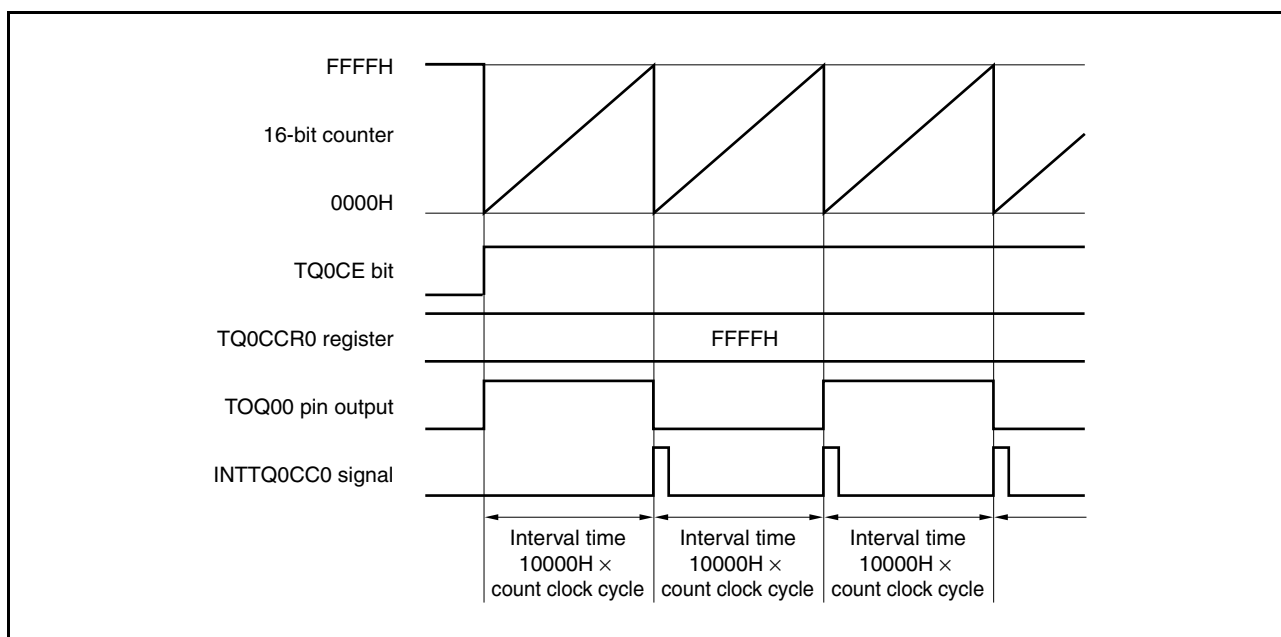 FFFFH
16-bit counter
0000H
TQ0CE bit
TQ0CCR0 register
FFFFH
TOQ00 pin output
INTTQ0CC0 signal
Interval time
10000H ×
count clock cycle
Interval time
10000H ×
count clock cycle
Interval time
10000H ×
count clock cycle